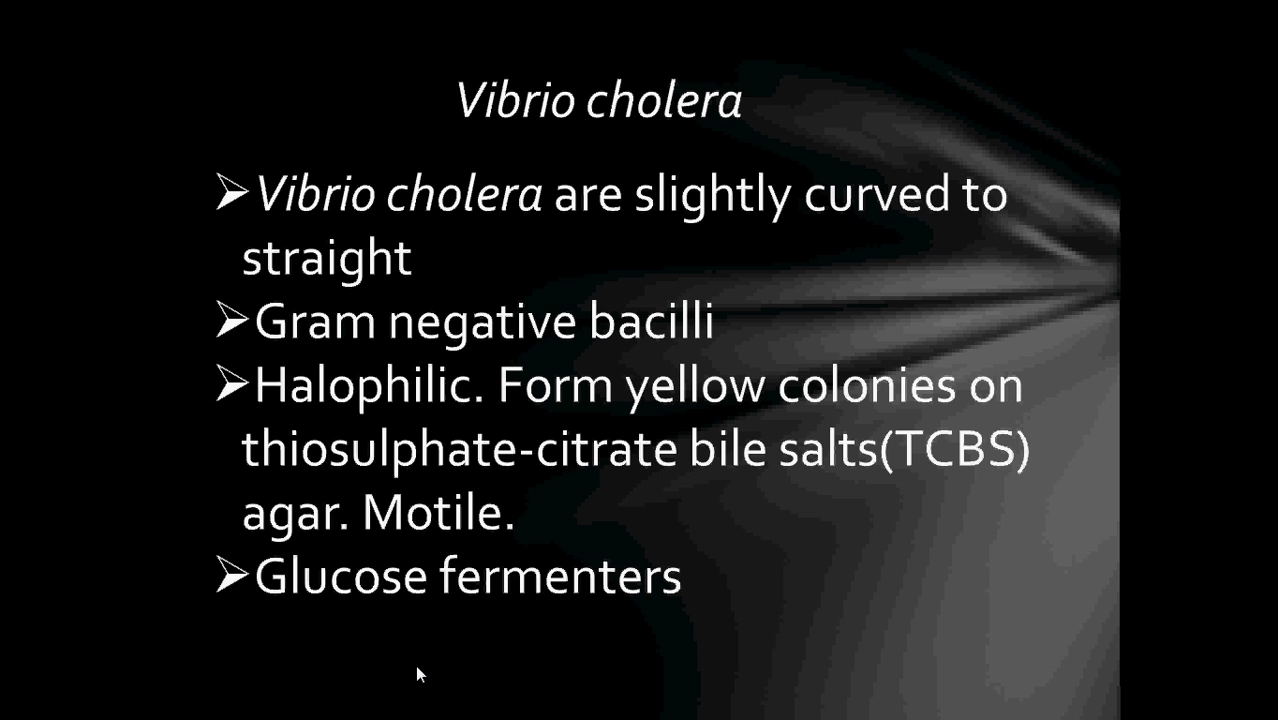 Vibrio cholera
➢Vibrio cholera are slightly curved to
straight
➢Gram negative bacilli
➢Halophilic. Form yellow colonies on
thiosulphate-citrate bile salts(TCBS)
agar. Motile.
➢Glucose fermenters